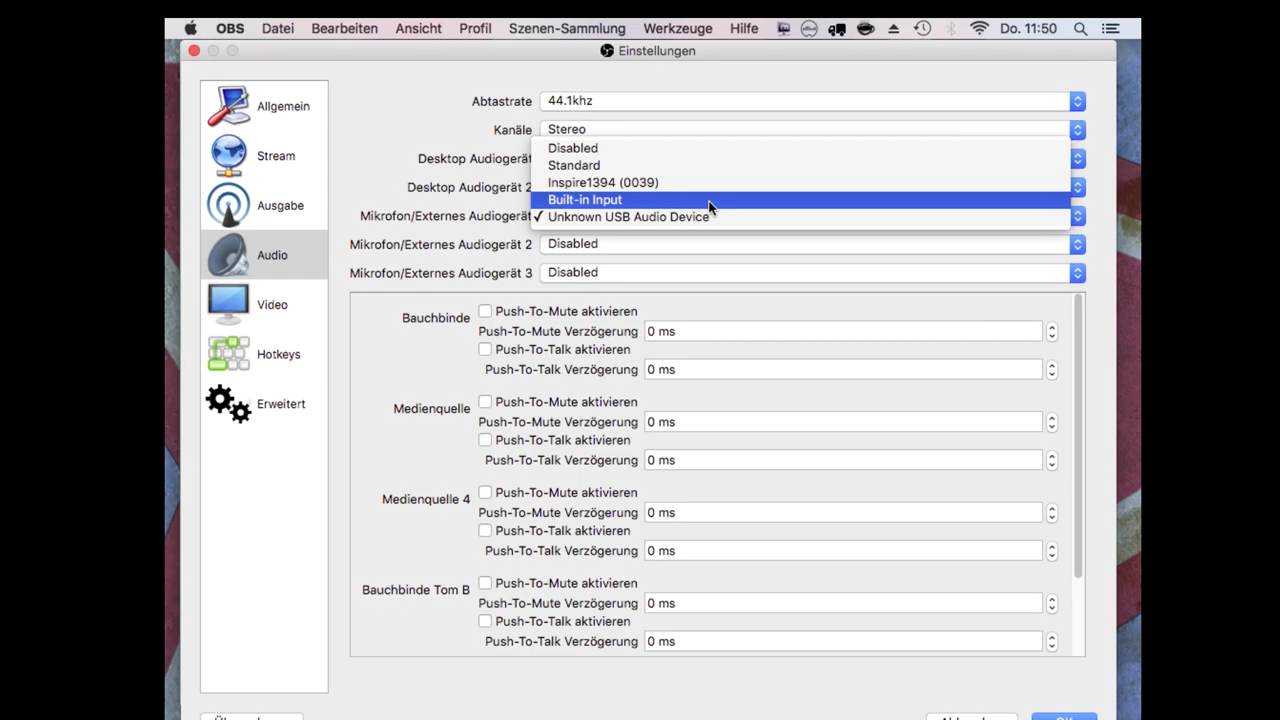 OBS Datei Bearbeiten Ansicht Profil Szenen-Sammlung Werkzeuge Hilfe Do. 11:50
Einstellungen
Allgemein
Stream
Ausgabe
Audio
Video
Hotkeys
Erweitert
Abtastrate 44.1khz
Kanäle Stereo
Desktop Audiogerät
Desktop Audiogerät 2
Disabled
Standard
Inspire1394 (0039)
Built-in Input
Mikrofon/Externes Audiogerät ✓ Unknown USB Audio Device
Mikrofon/Externes Audiogerät 2 Disabled
Mikrofon/Externes Audiogerät 3 Disabled
Bauchbinde
Push-To-Mute aktivieren
Push-To-Mute Verzögerung 0 ms
Push-To-Talk aktivieren
Push-To-Talk Verzögerung 0 ms
Medienquelle
Push-To-Mute aktivieren
Push-To-Mute Verzögerung 0 ms
Push-To-Talk aktivieren
Push-To-Talk Verzögerung 0 ms
Medienquelle 4
Push-To-Mute aktivieren
Push-To-Mute Verzögerung 0 ms
Push-To-Talk aktivieren
Push-To-Talk Verzögerung 0 ms
Bauchbinde Tom B
Push-To-Mute aktivieren
Push-To-Mute Verzögerung 0 ms
Push-To-Talk aktivieren
Push-To-Talk Verzögerung 0 ms